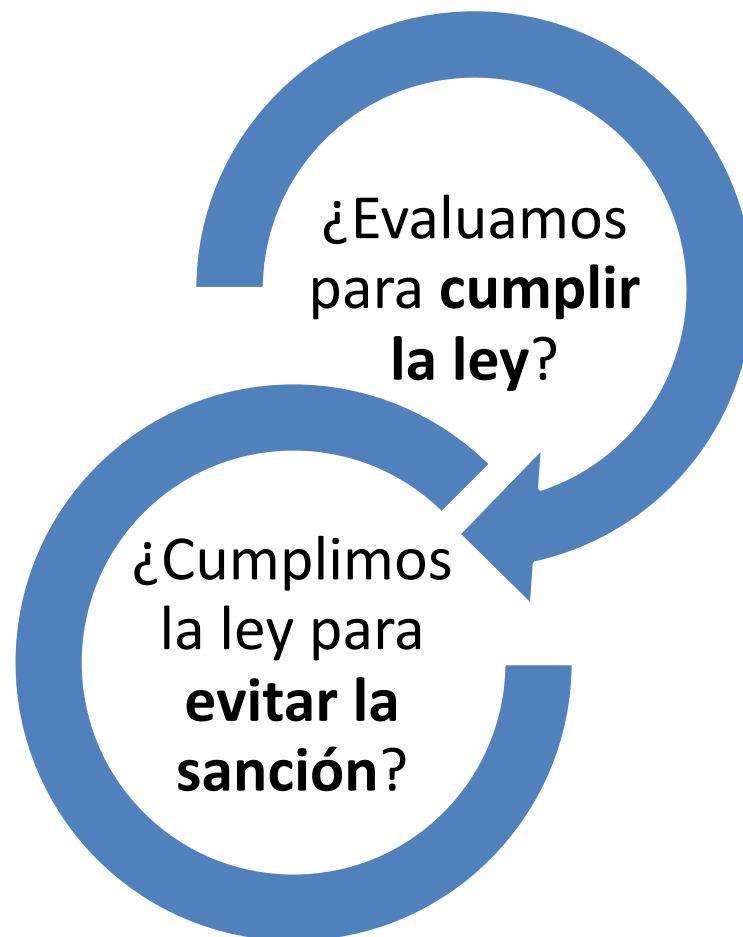 ¿Evaluamos
para cumplir
la ley?
¿Cumplimos
la ley para
evitar la
sanción?